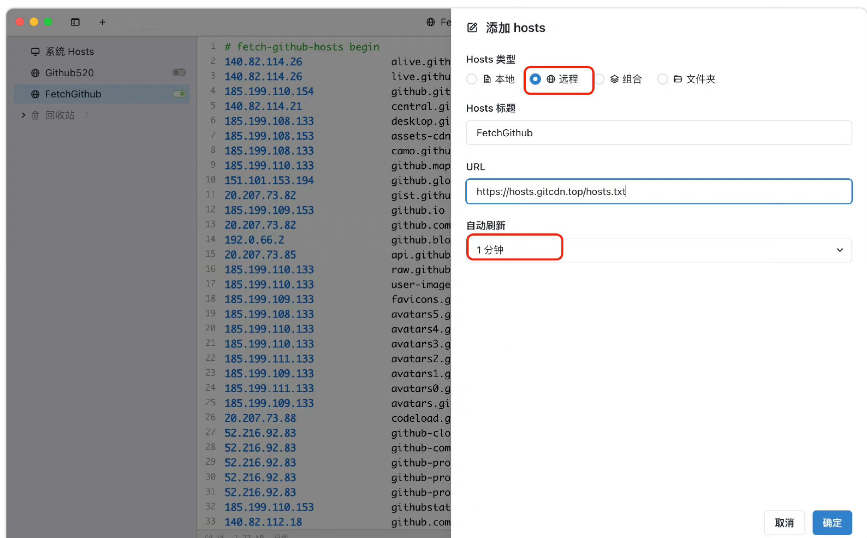 Fe
系统 Hosts
Github520
FetchGithub
回收站 7
1 # fetch-github-hosts begin
2 140.82.114.26 alive.gith
3 140.82.114.26 live.githu
4 185.199.110.154 github.git
5 140.82.114.21 central.gi
6 185.199.108.133 desktop.gi
7 185.199.108.153 assets-cdn
8 185.199.108.133 camo.githu
9 185.199.110.133 github.map
10 151.101.153.194 github.glo
11 20.207.73.82 gist.githu
12 185.199.109.153 github.io
13 20.207.73.82 github.com
14 192.0.66.2 github.blo
15 20.207.73.85 api.github
16 185.199.110.133 raw.github
17 185.199.110.133 user-image
18 185.199.109.133 favicons.g
19 185.199.108.133 avatars5.g
20 185.199.110.133 avatars4.g
21 185.199.110.133 avatars3.g
22 185.199.111.133 avatars2.g
23 185.199.109.133 avatars1.g
24 185.199.111.133 avatars0.g
25 185.199.109.133 avatars.gi
26 20.207.73.88 codeload.g
27 52.216.92.83 github-clo
28 52.216.92.83 github-com
29 52.216.92.83 github-pro
30 52.216.92.83 github-pro
31 52.216.92.83 github-pro
32 185.199.110.153 githubstat
33 140.82.112.18 github.com
添加 hosts
Hosts 类型
本地 远程 组合 文件夹
Hosts 标题
FetchGithub
URL
https://hosts.gitcdn.top/hosts.txt
自动刷新
1 分钟
取消 确定